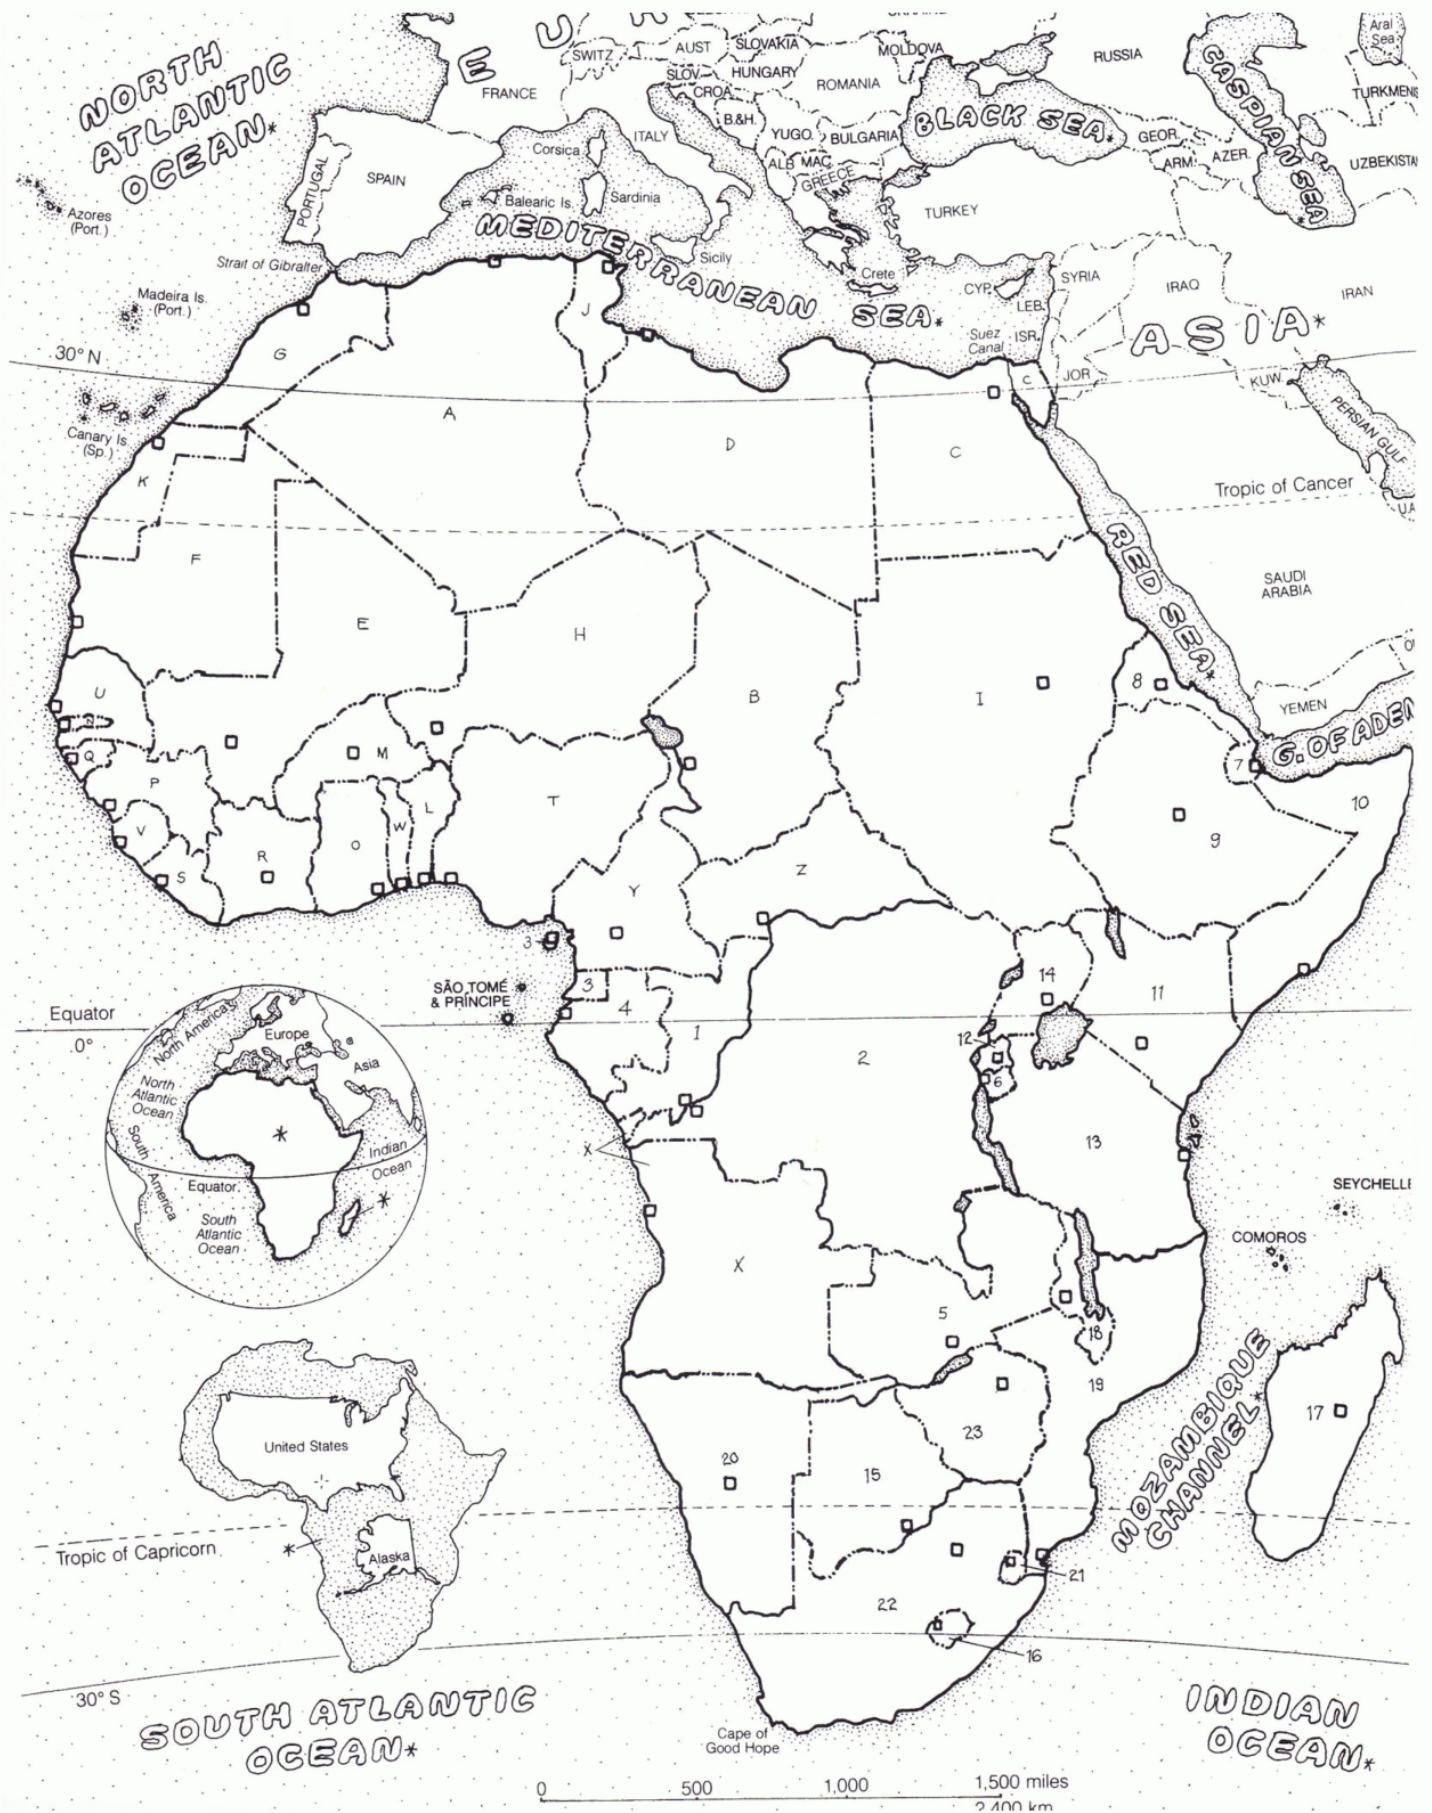 NORTH
ATLANTIC
OCEAN*
E U R
FRANCE
SWITZ
AUST
SLOVAKIA
MOLDOVA
RUSSIA
Aral
Sea
SLOV.
HUNGARY
CROA.
ROMANIA
CASPIAN SEA*
B.&H.
YUGO.
BULGARIA
BLACK SEA*
GEOR.
ARM.
AZER.
Corsica
ITALY
ALB
MAC.
GREECE
PORTUGAL
SPAIN
Balearic Is.
Sardinia
TURKEY
Azores
(Port.)
MEDITERRANEAN SEA*
Strait of Gibralter
Sicily
Crete
CYP.
SYRIA
IRAQ
IRAN
LEB.
Madeira Is.
(Port.)
J
ASIA*
Suez
Canal
ISR.
JOR
KUW.
30° N
G
C
A
PERSIAN GULF
Canary Is.
(Sp.)
D
C
K
Tropic of Cancer
F
RED SEA*
SAUDI
ARABIA
E
H
U
8
B
I
YEMEN
N
G. OF ADEN
Q
M
7
P
T
L
10
V
W
O
R
9
S
Z
Y
3
SÃO TOMÉ
& PRÍNCIPE
3
14
11
4
Equator
0°
1
2
12
6
North America
Europe
Asia
North
Atlantic
Ocean
South America
Indian
Ocean
Equator
South
Atlantic
Ocean
*
*
X
13
SEYCHELL
COMOROS
X
5
18
19
17
MOZAMBIQUE
CHANNEL*
United States
23
20
15
Tropic of Capricorn
*
Alaska
21
22
16
30° S
SOUTH ATLANTIC
OCEAN*
INDIAN
OCEAN*
Cape of
Good Hope
0 500 1,000 1,500 miles
2,400 km